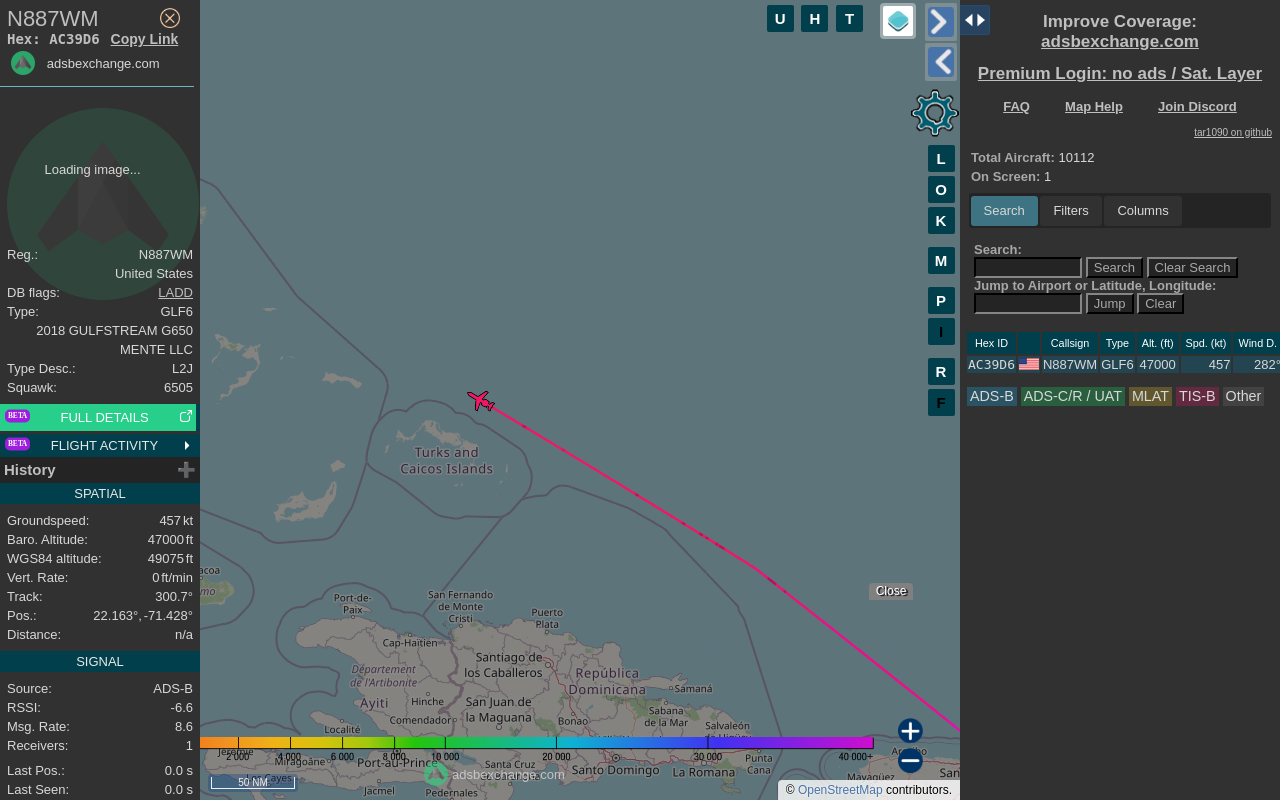 N887WM
Hex: AC39D6 Copy Link
adsbexchange.com
Loading image...
Reg.: N887WM
United States
DB flags: LADD
Type: GLF6
2018 GULFSTREAM G650
MENTE LLC
Type Desc.: L2J
Squawk: 6505
BETA FULL DETAILS
BETA FLIGHT ACTIVITY
History
SPATIAL
Groundspeed: 457 kt
Baro. Altitude: 47000 ft
WGS84 altitude: 49075 ft
Vert. Rate: 0 ft/min
Track: 300.7°
Pos.: 22.163°, -71.428°
Distance: n/a
SIGNAL
Source: ADS-B
RSSI: -6.6
Msg. Rate: 8.6
Receivers: 1
Last Pos.: 0.0 s
Last Seen: 0.0 s
U H T
L
O
K
M
P
I
R
F
Turks and
Caicos Islands
Close
Port-de-
Paix
San Fernando
de Monte
Cristi
Puerto
Plata
Cap-Haïtien
Santiago de
los Caballeros
Département
de l'Artibonite
República
Dominicana
Samaná
Ayiti
Hinche
San Juan de
la Maguana
Sabana
de la Mar
Commendador
Bonao
Localité
Salvaleón
2 000 4 000 6 000 8 000 10 000 20 000 30 000 40 000+
Miragoâne
Port-au-Prince
Santa Cruz
Punta
Cana
Cayes
Santo Domingo
La Romana
Mayagüez
San
Jacmel
Pedernales
adsbexchange.com
50 NM
© OpenStreetMap contributors.
Improve Coverage:
adsbexchange.com
Premium Login: no ads / Sat. Layer
FAQ Map Help Join Discord
tar1090 on github
Total Aircraft: 10112
On Screen: 1
Search Filters Columns
Search:
Search Clear Search
Jump to Airport or Latitude, Longitude:
Jump Clear
Hex ID Callsign Type Alt. (ft) Spd. (kt) Wind D.
AC39D6 N887WM GLF6 47000 457 282°
ADS-B ADS-C/R / UAT MLAT TIS-B Other